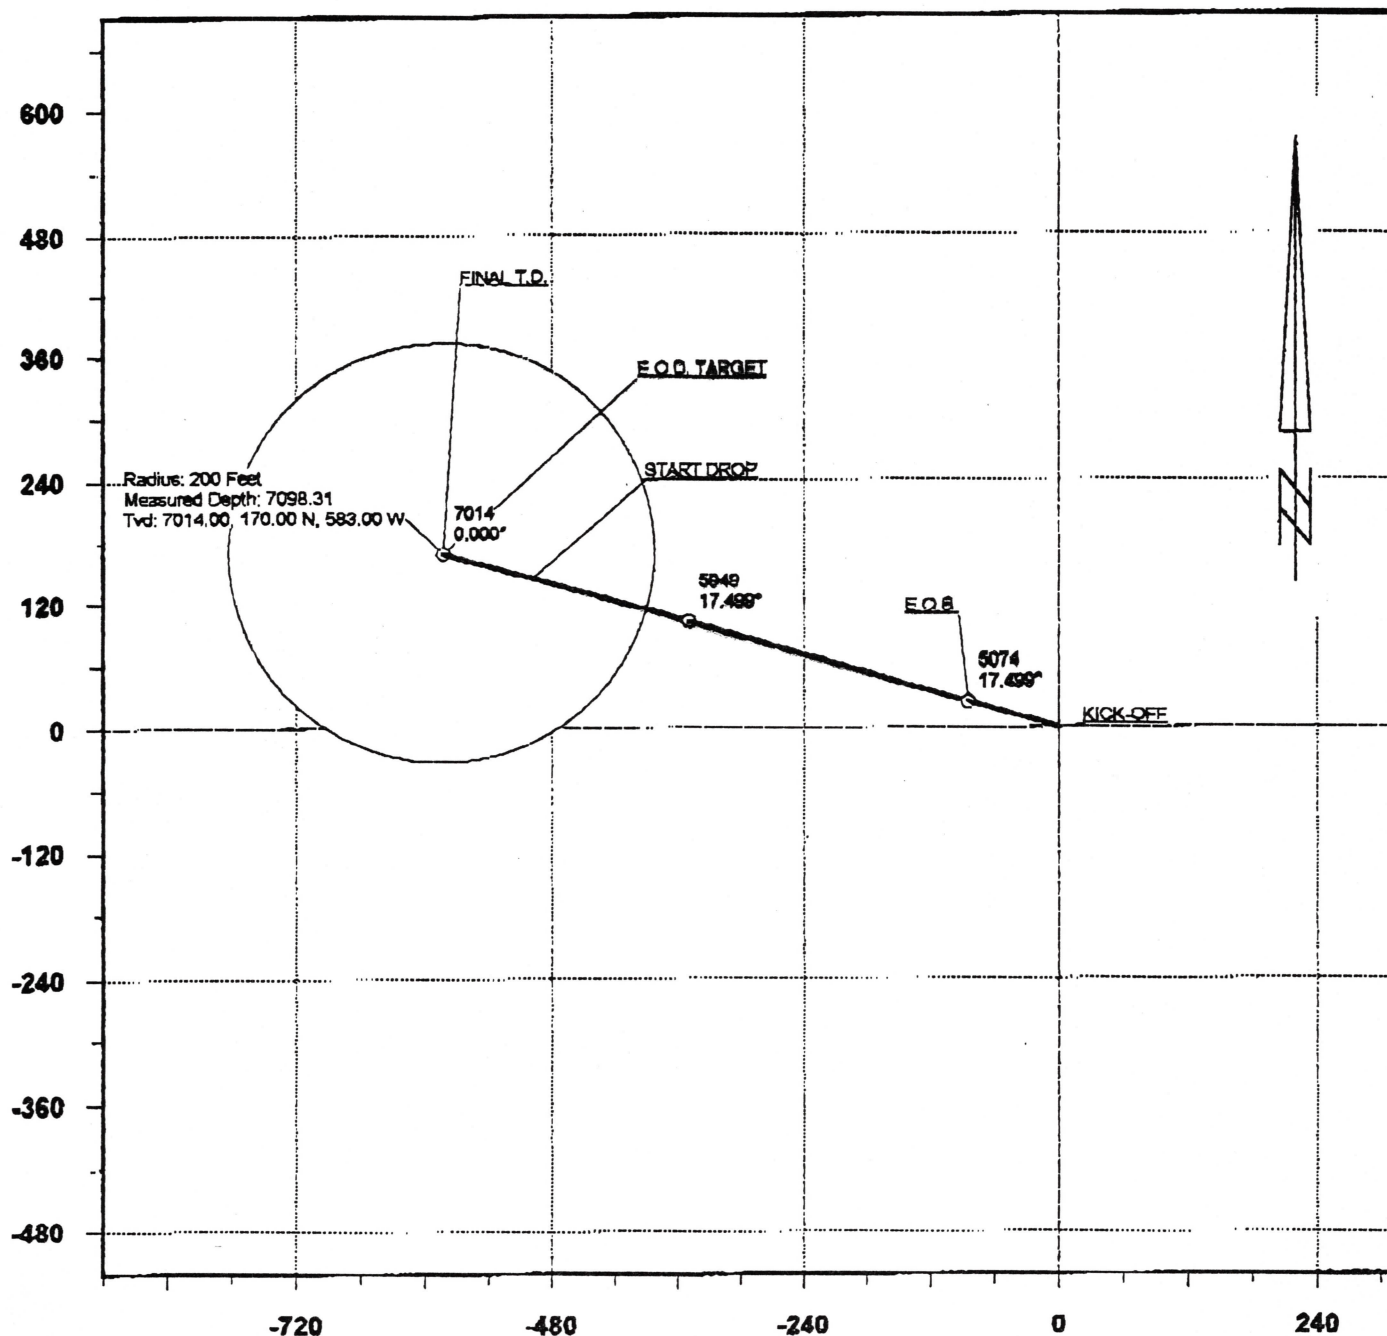 600
480
FINAL T.D.
360
E.O.D. TARGET
START DROP
Radius: 200 Feet
240
Measured Depth: 7098.31
Tvd: 7014.00, 170.00 N, 583.00 W
7014
0.000°
5949
17.499°
120
E.O.B.
5074
17.499°
KICK-OFF
0
-120
-240
-360
-480
-720
-480
-240
0
240